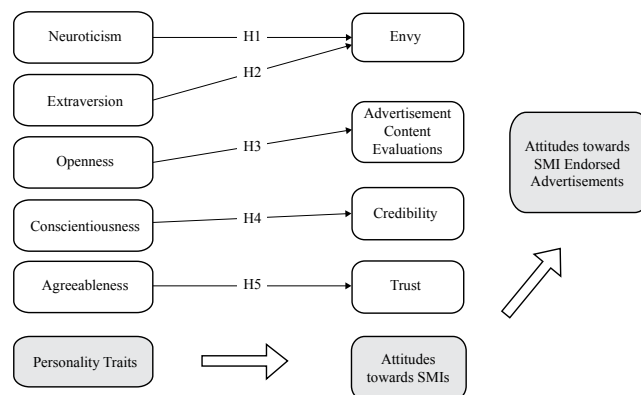 Neuroticism
H1
Envy
H2
Extraversion
Advertisement
Content
Evaluations
H3
Openness
Attitudes towards
SMI Endorsed
Advertisements
Conscientiousness
H4
Credibility
Agreeableness
H5
Trust
Personality Traits
Attitudes
towards SMIs